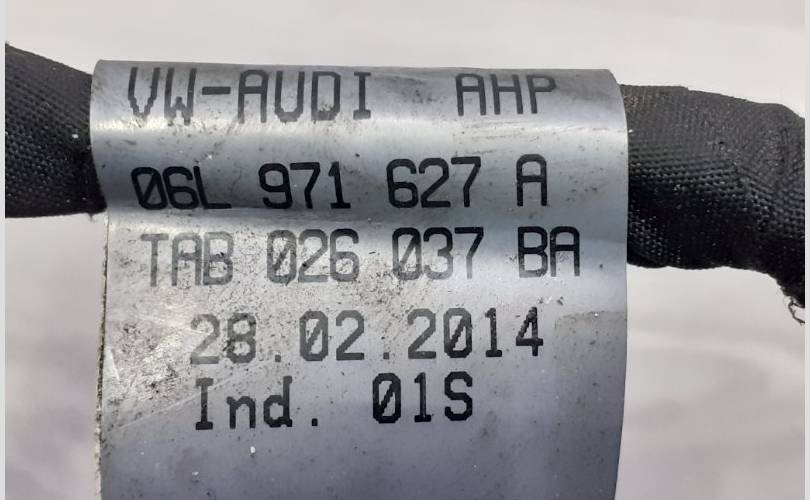 VW-AUDI AHP
06L 971 627 A
TAB 026 037 BA
28.02.2014
Ind. 01S